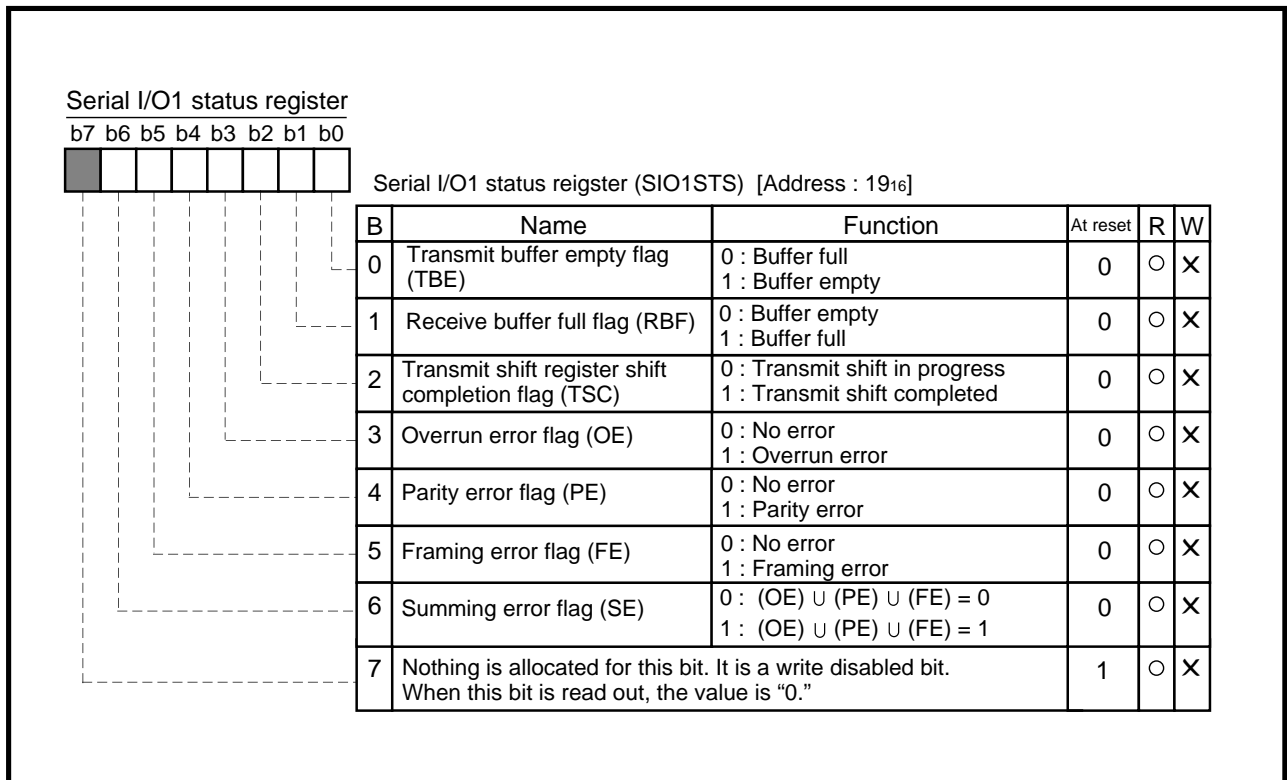 Serial I/O1 status register
b7 b6 b5 b4 b3 b2 b1 b0
Serial I/O1 status reigster (SIO1STS) [Address : 19₁₆]
B Name Function At reset R W
0 Transmit buffer empty flag (TBE) 0 : Buffer full 0 ○ ×
1 : Buffer empty
1 Receive buffer full flag (RBF) 0 : Buffer empty 0 ○ ×
1 : Buffer full
2 Transmit shift register shift completion flag (TSC) 0 : Transmit shift in progress 0 ○ ×
1 : Transmit shift completed
3 Overrun error flag (OE) 0 : No error 0 ○ ×
1 : Overrun error
4 Parity error flag (PE) 0 : No error 0 ○ ×
1 : Parity error
5 Framing error flag (FE) 0 : No error 0 ○ ×
1 : Framing error
6 Summing error flag (SE) 0 : (OE) ∪ (PE) ∪ (FE) = 0 0 ○ ×
1 : (OE) ∪ (PE) ∪ (FE) = 1
7 Nothing is allocated for this bit. It is a write disabled bit. 1 ○ ×
When this bit is read out, the value is “0.”